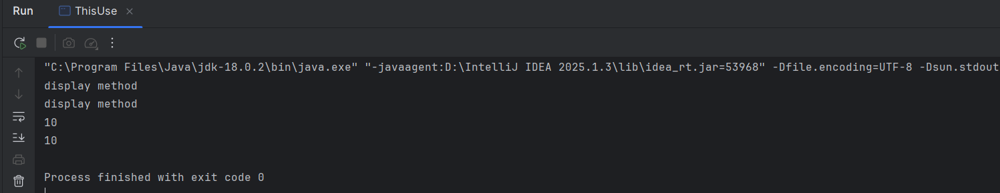 Run ThisUse
"C:\Program Files\Java\jdk-18.0.2\bin\java.exe" "-javaagent:D:\IntelliJ IDEA 2025.1.3\lib\idea_rt.jar=53968" -Dfile.encoding=UTF-8 -Dsun.stdout
display method
display method
10
10
Process finished with exit code 0